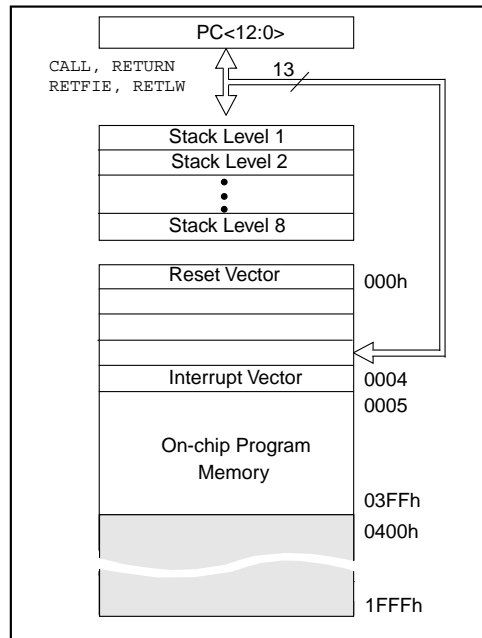 PC<12:0>
CALL, RETURN
RETFIE, RETLW
13
Stack Level 1
Stack Level 2
Stack Level 8
Reset Vector
000h
Interrupt Vector
0004
0005
On-chip Program
Memory
03FFh
0400h
1FFFh